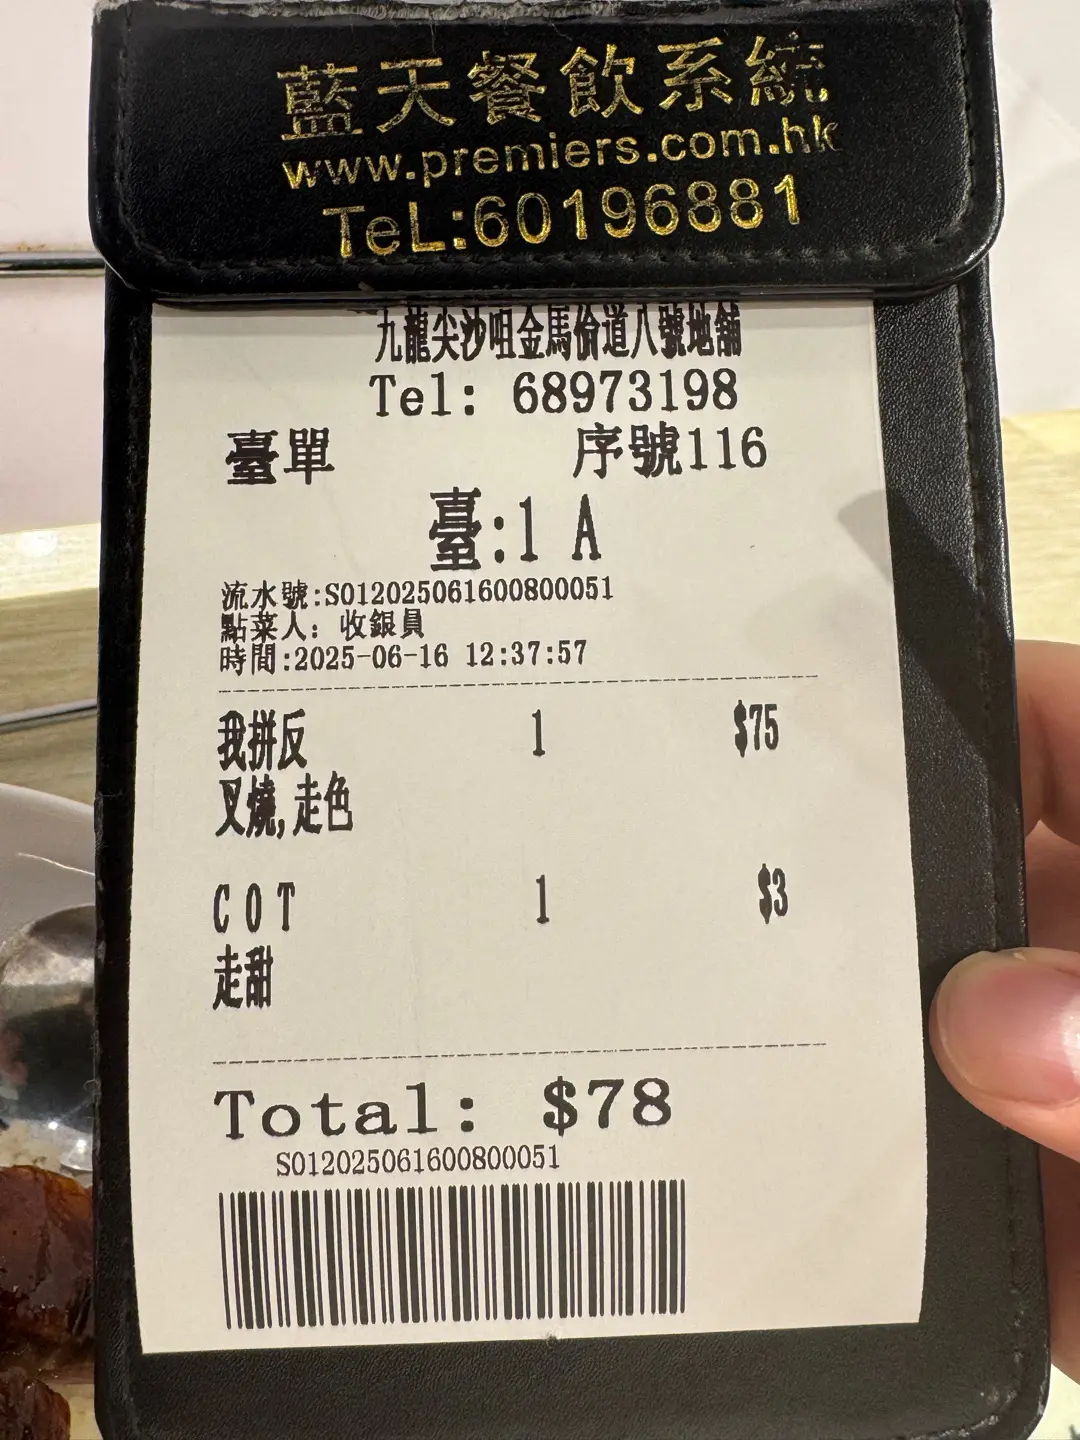 藍天餐飲系統
www.premiers.com.hk
TeL:60196881
九龍尖沙咀金馬倫道八號地舖
Tel: 68973198
臺單 序號116
臺:1 A
流水號:S012025061600800051
點菜人: 收銀員
時間:2025-06-16 12:37:57
我拼反 1 $75
叉燒,走色
COT 1 $3
走甜
Total: $78
S012025061600800051